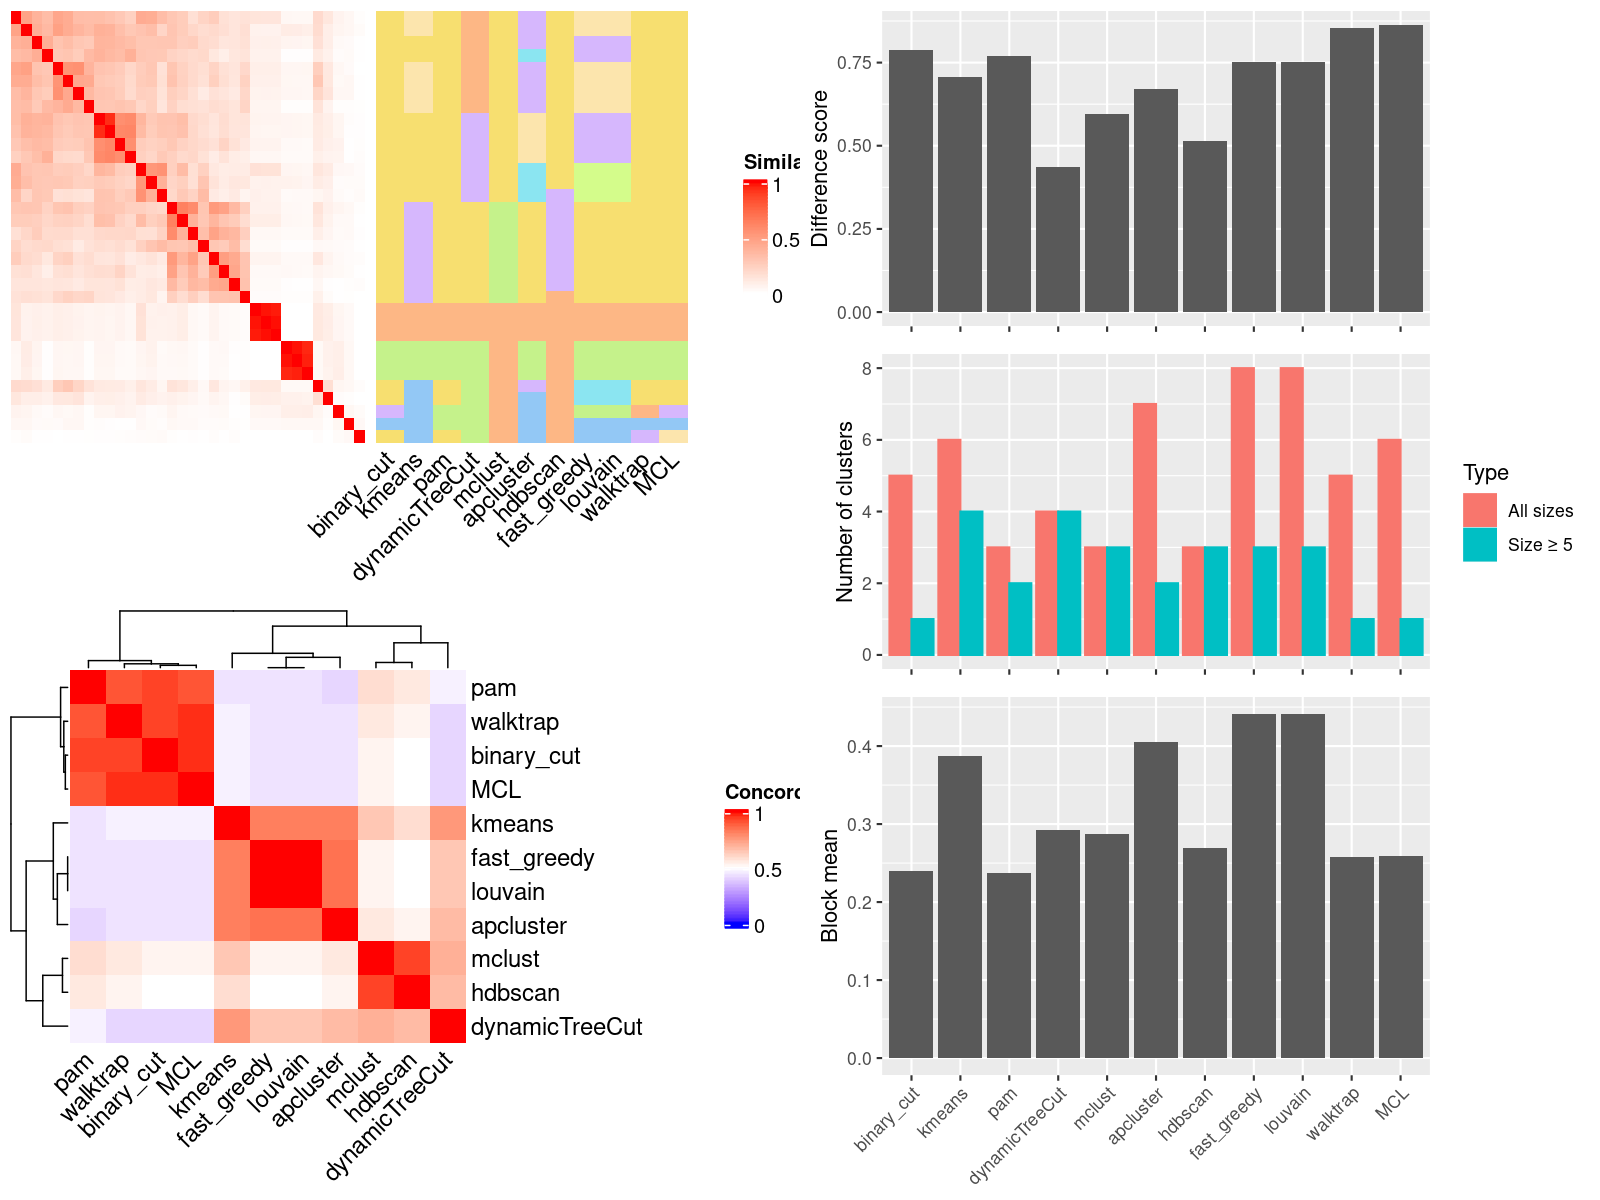 Simila
1
0.5
0
binary_cut
kmeans
pam
dynamicTreeCut
mclust
apcluster
hdbscan
fast_greedy
louvain
walktrap
MCL
pam
walktrap
binary_cut
MCL
kmeans
fast_greedy
louvain
apcluster
mclust
hdbscan
dynamicTreeCut
Concord
1
0.5
0
pam
walktrap
binary_cut
MCL
kmeans
fast_greedy
louvain
apcluster
mclust
hdbscan
dynamicTreeCut
Difference score
0.75
0.50
0.25
0.00
Number of clusters
8
6
4
2
0
Type
All sizes
Size ≥ 5
Block mean
0.4
0.3
0.2
0.1
0.0
binary_cut
kmeans
pam
dynamicTreeCut
mclust
apcluster
hdbscan
fast_greedy
louvain
walktrap
MCL